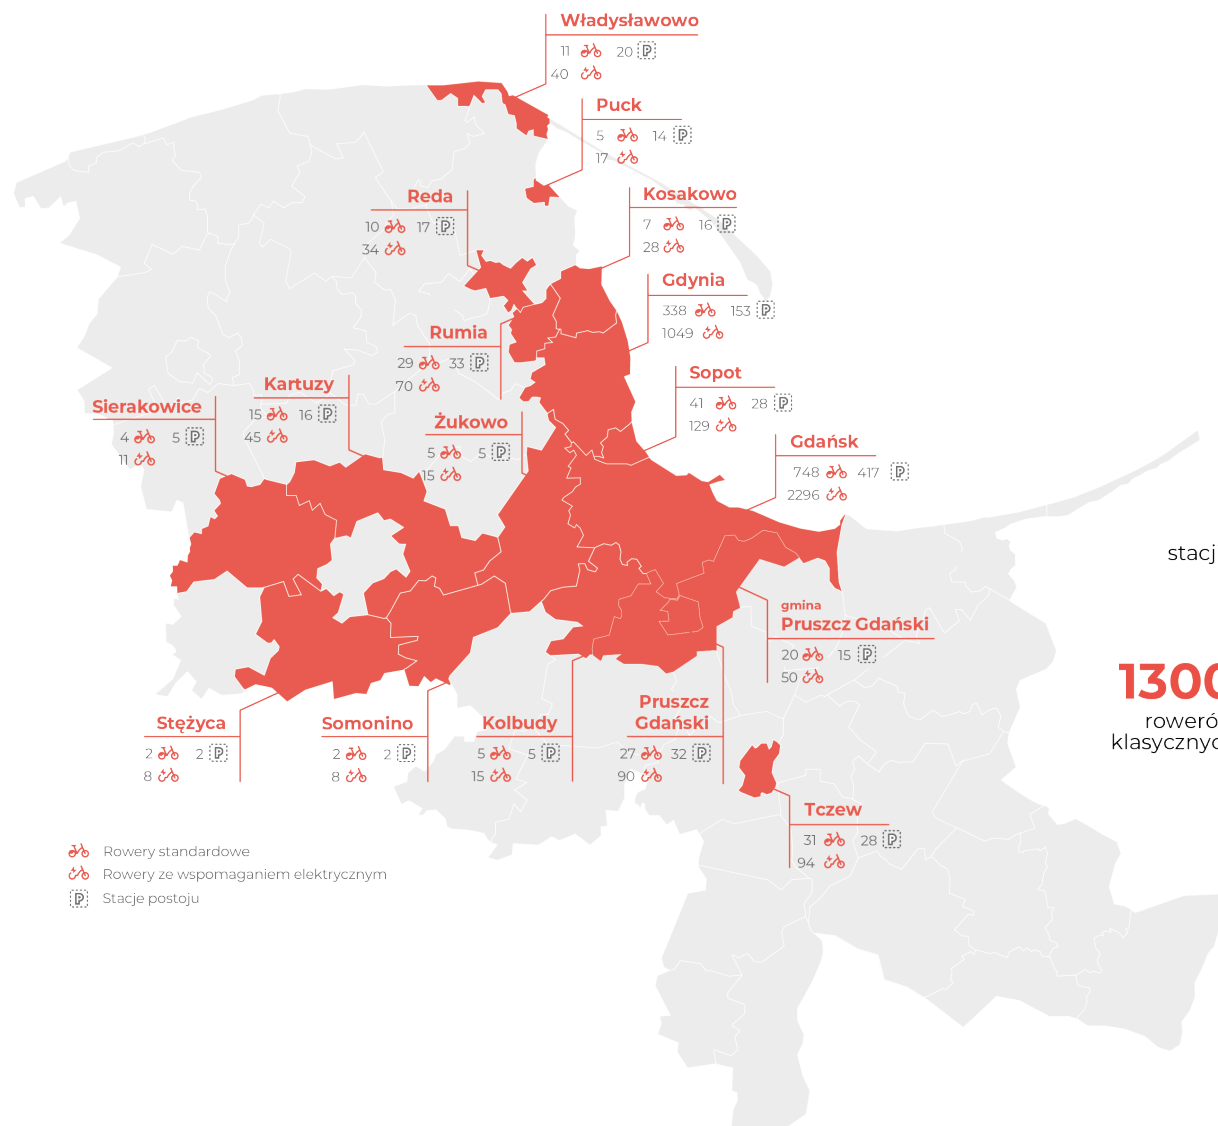 Władysławowo
11 20 P
40
Puck
5 14 P
17
Reda
10 17 P
34
Kosakowo
7 16 P
28
Gdynia
338 153 P
1049
Rumia
29 33 P
70
Sopot
41 28 P
129
Kartuzy
15 16 P
45
Sierakowice
4 5 P
11
Żukowo
5 5 P
15
Gdańsk
748 417 P
2296
stacj
gmina
Pruszcz Gdański
20 15 P
50
1300
roweró
klasycznyc
Stężyca
2 2 P
8
Somonino
2 2 P
8
Kolbudy
5 5 P
15
Pruszcz
Gdański
27 32 P
90
Tczew
31 28 P
94
Rowery standardowe
Rowery ze wspomaganiem elektrycznym
P Stacje postoju